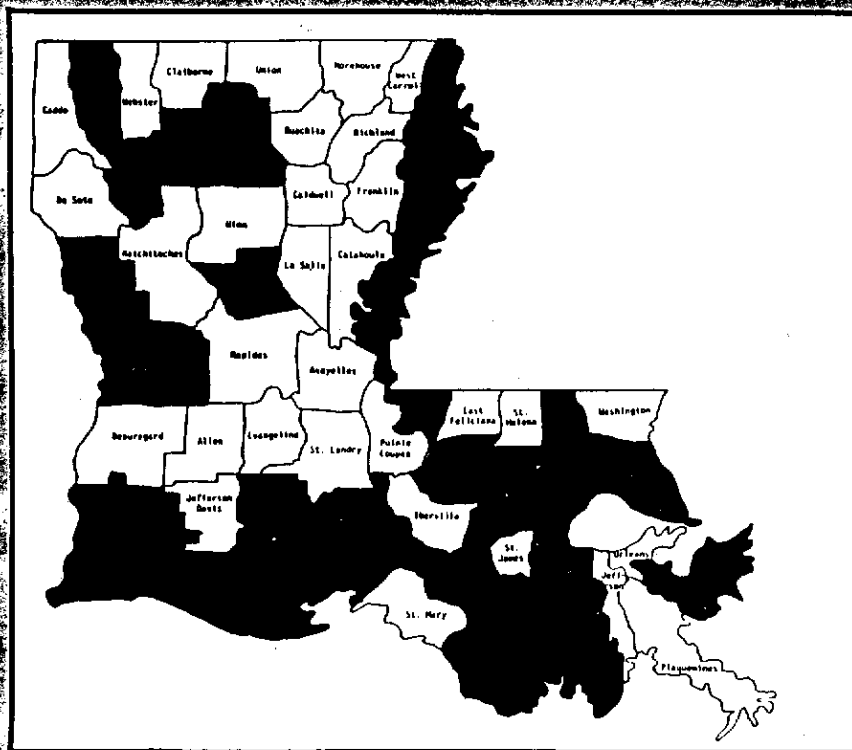 Claiborne
Union
Morehouse
West
Carroll
Caddo
Webster
Ouachita
Richland
De Soto
Caldwell
Franklin
Winn
Natchitoches
La Salle
Catahoula
Rapides
Avoyelles
East
Feliciana
St.
Helena
Washington
Beauregard
Allen
Evangeline
St. Landry
Pointe
Coupee
Jefferson
Davis
Iberville
St.
James
Orleans
Jeff-
erson
St. Mary
Plaquemines